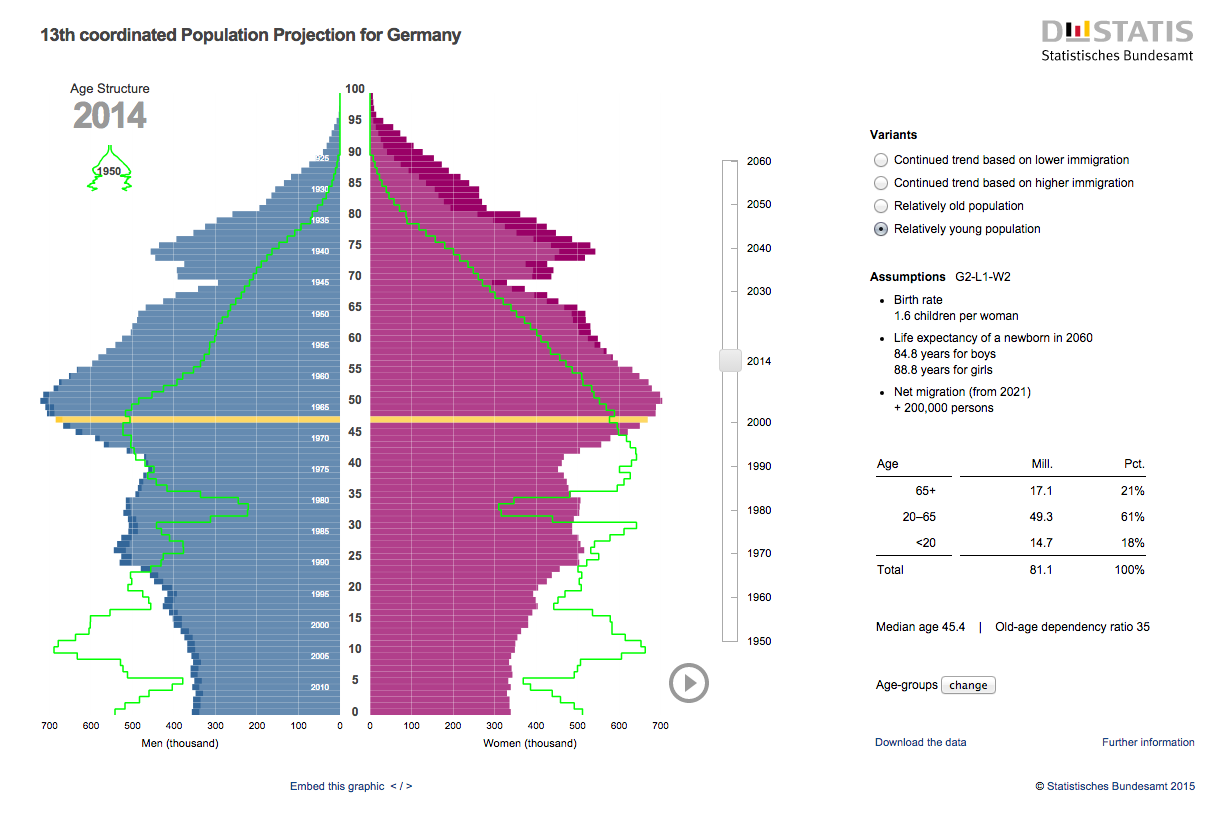 13th coordinated Population Projection for Germany
DESTATIS
Statistisches Bundesamt
Age Structure
2014
1950
100
95
90
85
80
75
70
65
60
55
50
45
40
35
30
25
20
15
10
5
0
1925
1930
1935
1940
1945
1950
1955
1960
1965
1970
1975
1980
1985
1990
1995
2000
2005
2010
700 600 500 400 300 200 100 0
0 100 200 300 400 500 600 700
Men (thousand)
Women (thousand)
2060
2050
2040
2030
2014
2000
1990
1980
1970
1960
1950
Variants
Continued trend based on lower immigration
Continued trend based on higher immigration
Relatively old population
Relatively young population
Assumptions G2-L1-W2
• Birth rate
1.6 children per woman
• Life expectancy of a newborn in 2060
84.8 years for boys
88.8 years for girls
• Net migration (from 2021)
+ 200,000 persons
Age Mill. Pct.
65+ 17.1 21%
20–65 49.3 61%
<20 14.7 18%
Total 81.1 100%
Median age 45.4 | Old-age dependency ratio 35
Age-groups change
Download the data
Further information
Embed this graphic < / >
© Statistisches Bundesamt 2015